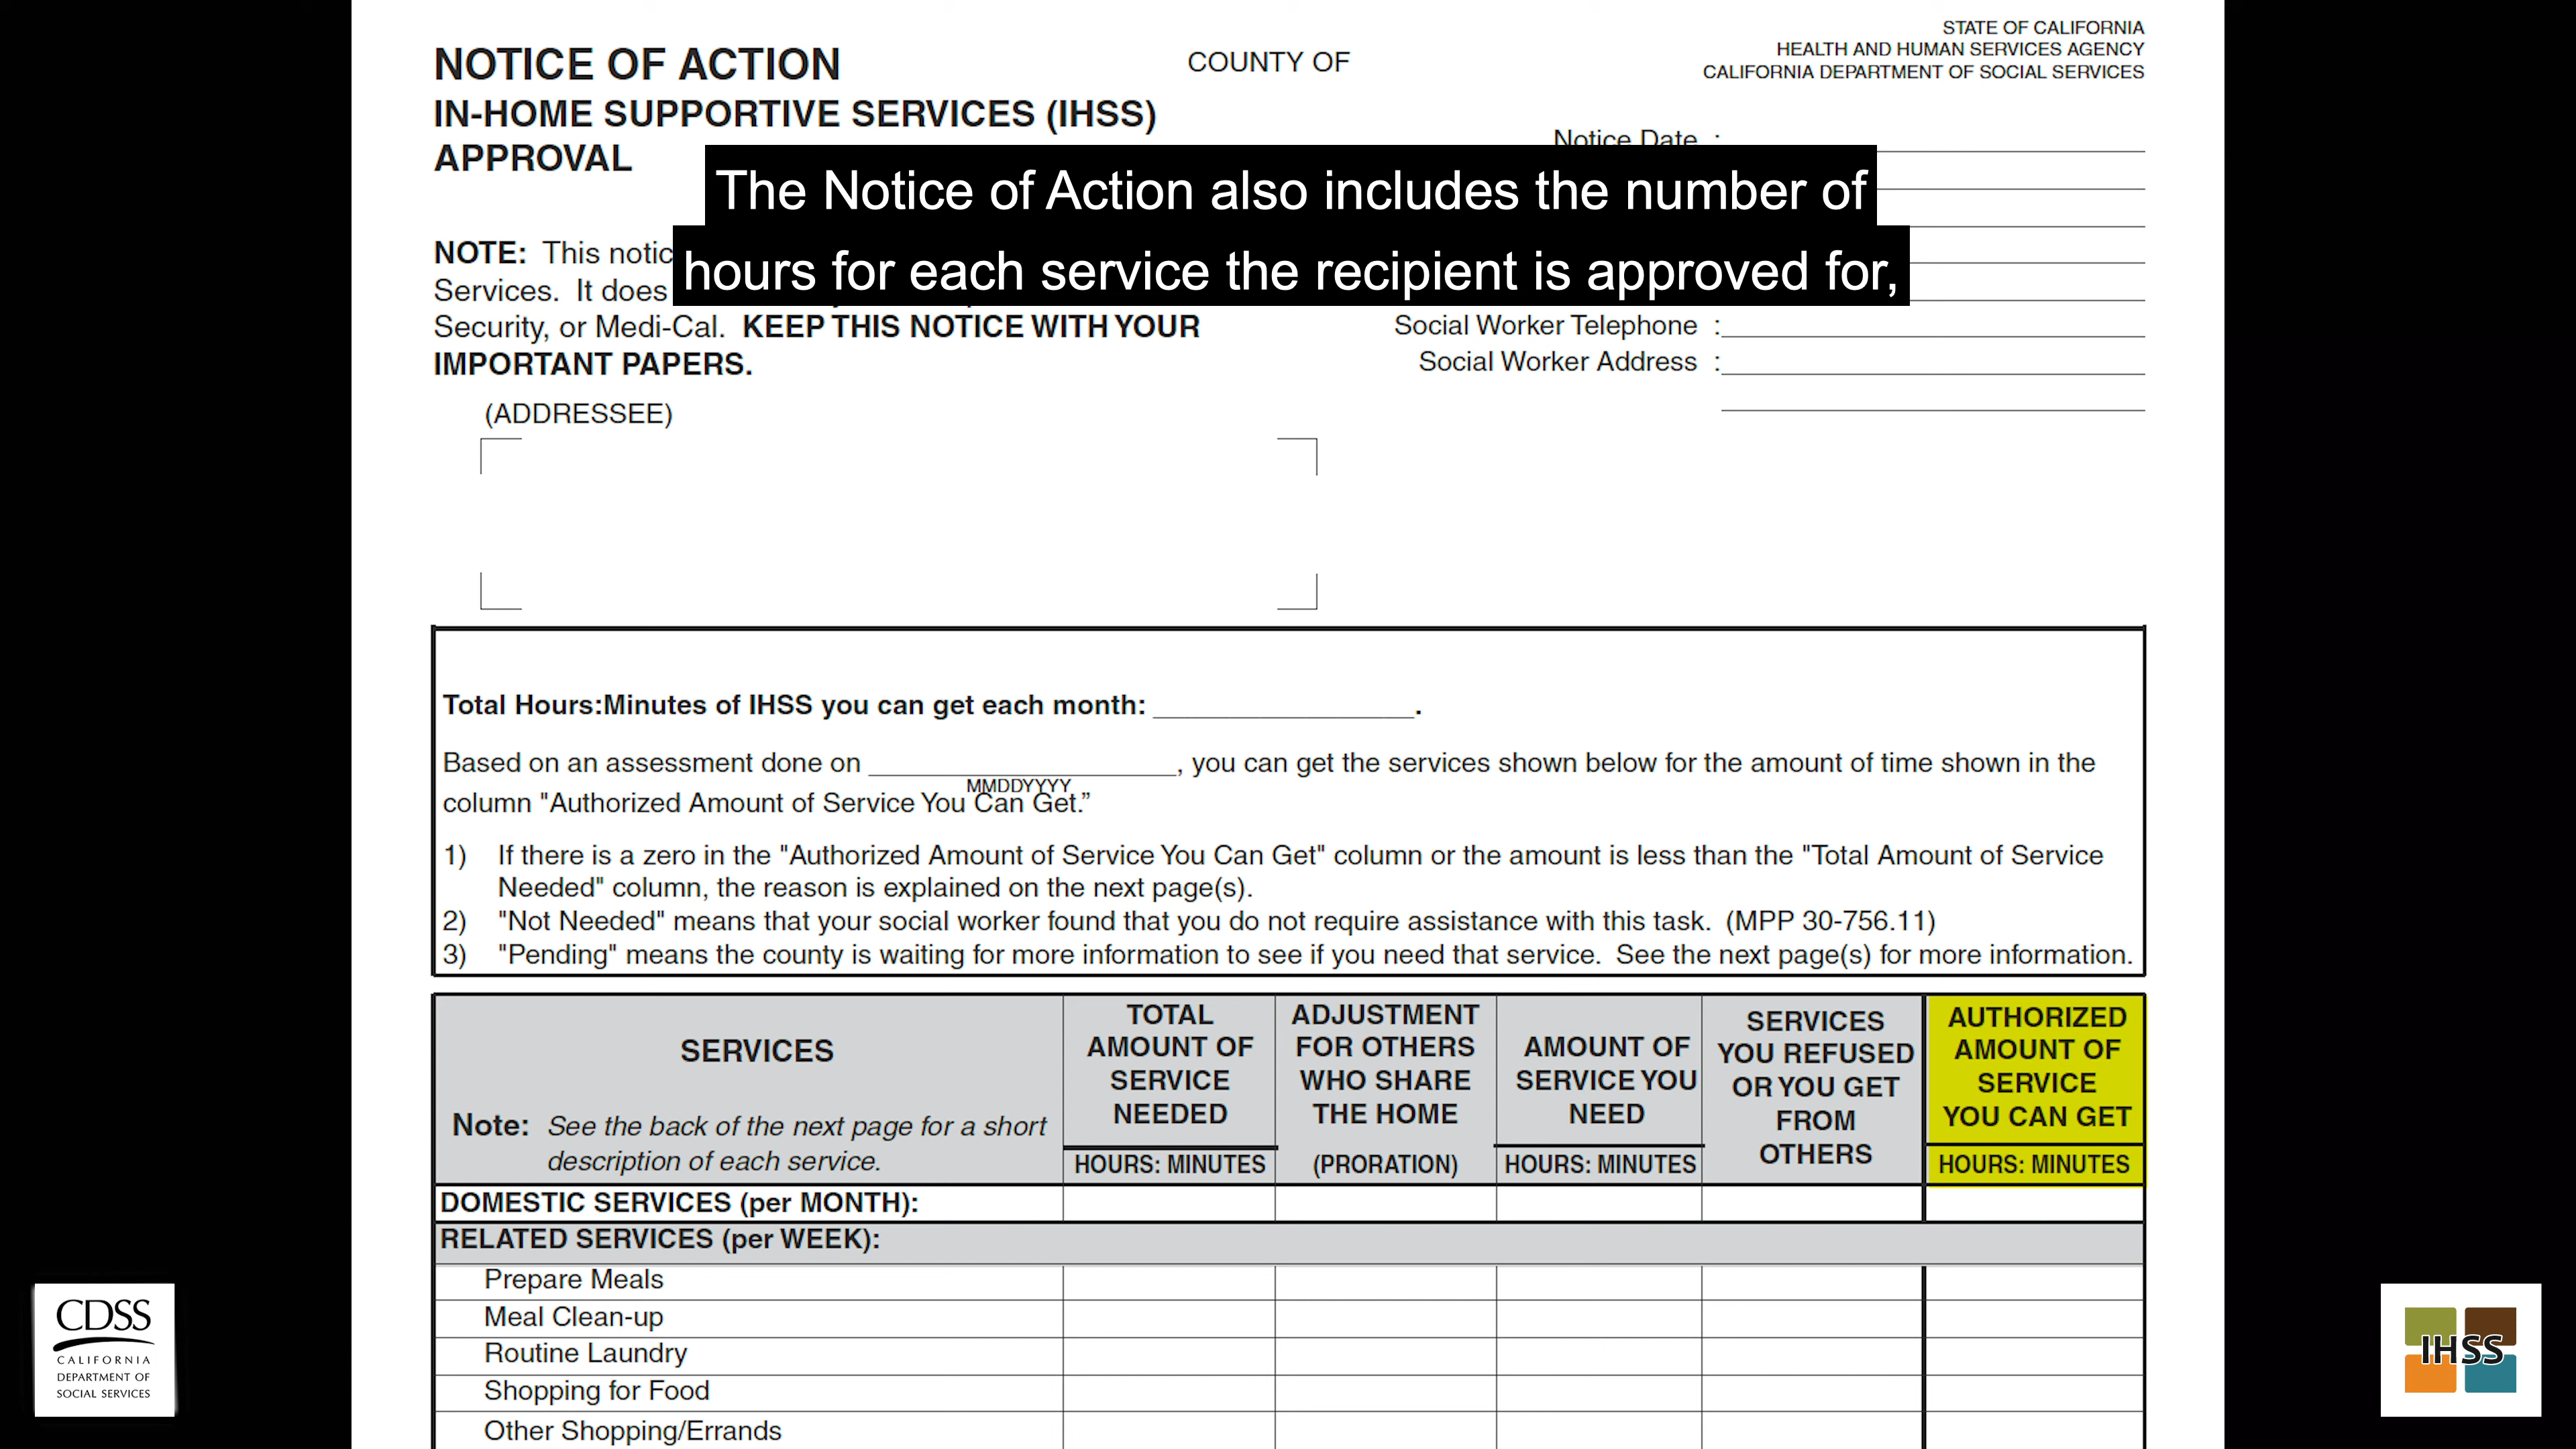 STATE OF CALIFORNIA
HEALTH AND HUMAN SERVICES AGENCY
CALIFORNIA DEPARTMENT OF SOCIAL SERVICES
NOTICE OF ACTION
COUNTY OF
IN-HOME SUPPORTIVE SERVICES (IHSS)
APPROVAL
Notice Date :
The Notice of Action also includes the number of
hours for each service the recipient is approved for,
NOTE: This notic
Services. It does
Security, or Medi-Cal. KEEP THIS NOTICE WITH YOUR
IMPORTANT PAPERS.
Social Worker Telephone :
Social Worker Address :
(ADDRESSEE)
Total Hours:Minutes of IHSS you can get each month: .
Based on an assessment done on , you can get the services shown below for the amount of time shown in the
MMDDYYYY
column "Authorized Amount of Service You Can Get.”
1) If there is a zero in the "Authorized Amount of Service You Can Get" column or the amount is less than the "Total Amount of Service
Needed" column, the reason is explained on the next page(s).
2) "Not Needed" means that your social worker found that you do not require assistance with this task. (MPP 30-756.11)
3) "Pending" means the county is waiting for more information to see if you need that service. See the next page(s) for more information.
SERVICES
Note: See the back of the next page for a short
description of each service.
TOTAL
AMOUNT OF
SERVICE
NEEDED
HOURS: MINUTES
ADJUSTMENT
FOR OTHERS
WHO SHARE
THE HOME
(PRORATION)
AMOUNT OF
SERVICE YOU
NEED
HOURS: MINUTES
SERVICES
YOU REFUSED
OR YOU GET
FROM
OTHERS
AUTHORIZED
AMOUNT OF
SERVICE
YOU CAN GET
HOURS: MINUTES
DOMESTIC SERVICES (per MONTH):
RELATED SERVICES (per WEEK):
Prepare Meals
Meal Clean-up
Routine Laundry
Shopping for Food
Other Shopping/Errands
CDSS
CALIFORNIA
DEPARTMENT OF
SOCIAL SERVICES
IHSS